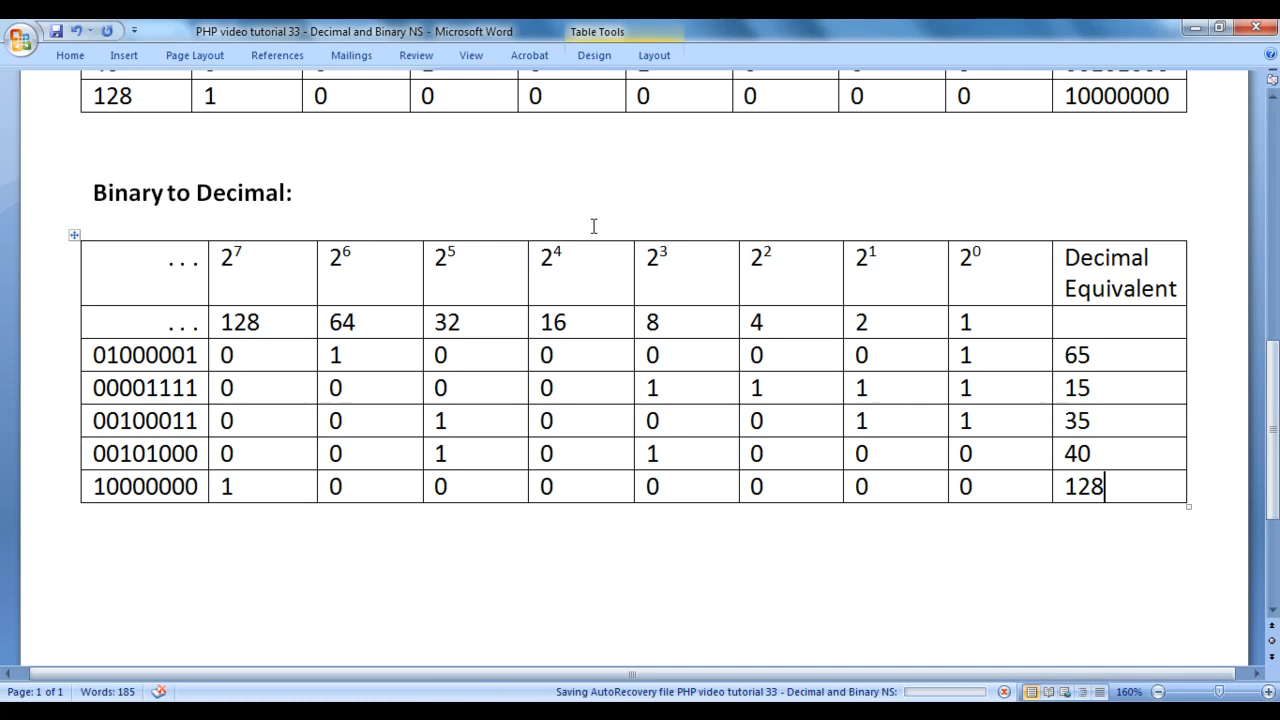 PHP video tutorial 33 - Decimal and Binary NS - Microsoft Word Table Tools
Home Insert Page Layout References Mailings Review View Acrobat Design Layout
128 1 0 0 0 0 0 0 0 10000000
Binary to Decimal:
. . . 2⁷ 2⁶ 2⁵ 2⁴ 2³ 2² 2¹ 2⁰ Decimal
Equivalent
. . . 128 64 32 16 8 4 2 1
01000001 0 1 0 0 0 0 0 1 65
00001111 0 0 0 0 1 1 1 1 15
00100011 0 0 1 0 0 0 1 1 35
00101000 0 0 1 0 1 0 0 0 40
10000000 1 0 0 0 0 0 0 0 128
Page: 1 of 1 Words: 185 Saving AutoRecovery file PHP video tutorial 33 - Decimal and Binary NS: 160%